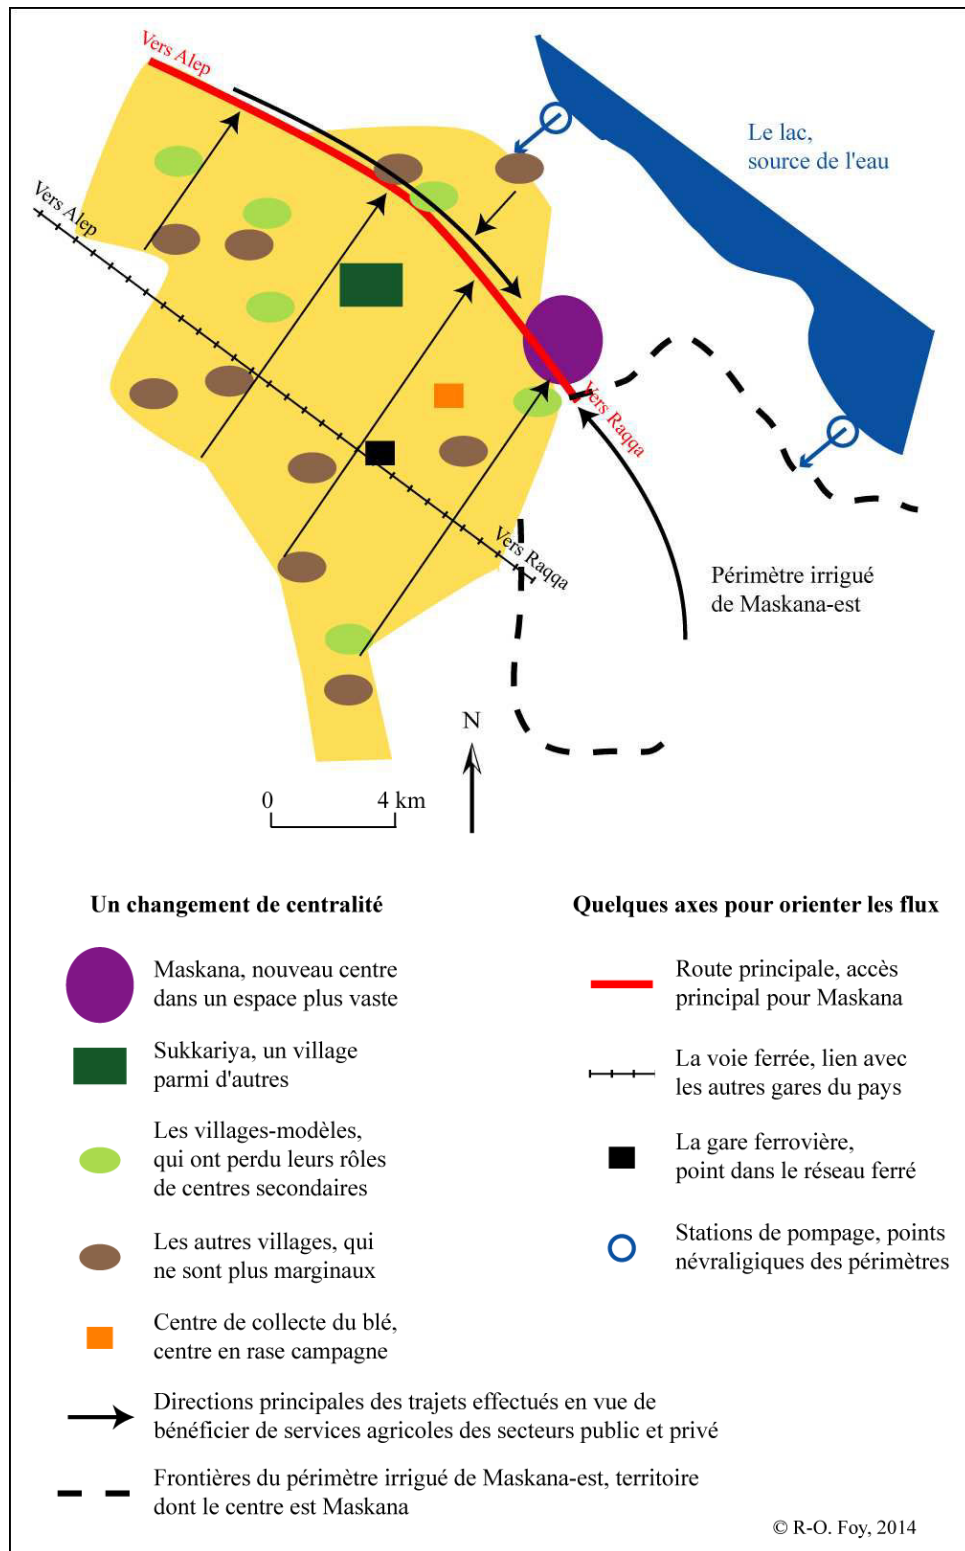 Vers Alep
Vers Alep
Le lac,
source de l'eau
Vers Raqqa
Vers Raqqa
Périmètre irrigué
de Maskana-est
N
0 4 km
Un changement de centralité
Maskana, nouveau centre
dans un espace plus vaste
Sukkariya, un village
parmi d'autres
Les villages-modèles,
qui ont perdu leurs rôles
de centres secondaires
Les autres villages, qui
ne sont plus marginaux
Centre de collecte du blé,
centre en rase campagne
Directions principales des trajets effectués en vue de
bénéficier de services agricoles des secteurs public et privé
Frontières du périmètre irrigué de Maskana-est, territoire
dont le centre est Maskana
Quelques axes pour orienter les flux
Route principale, accès
principal pour Maskana
La voie ferrée, lien avec
les autres gares du pays
La gare ferrovière,
point dans le réseau ferré
Stations de pompage, points
névraligiques des périmètres
© R-O. Foy, 2014